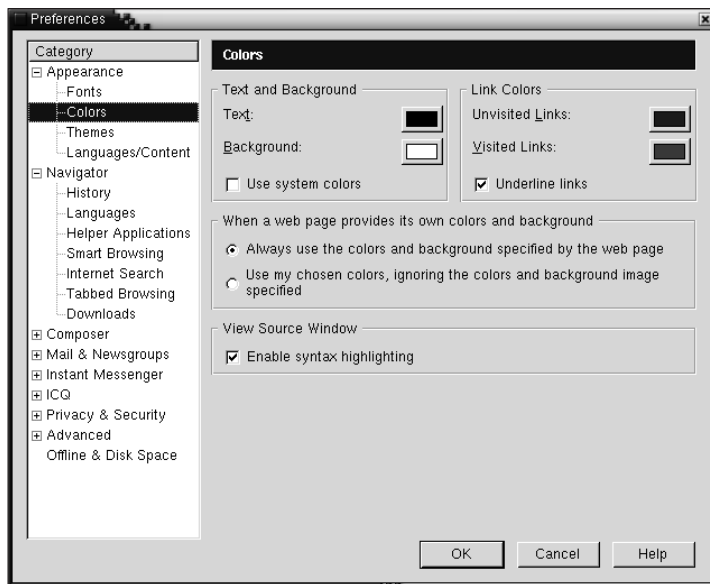 Preferences
Category
Appearance
Fonts
Colors
Themes
Languages/Content
Navigator
History
Languages
Helper Applications
Smart Browsing
Internet Search
Tabbed Browsing
Downloads
Composer
Mail & Newsgroups
Instant Messenger
ICQ
Privacy & Security
Advanced
Offline & Disk Space
Colors
Text and Background
Text:
Background:
Use system colors
Link Colors
Unvisited Links:
Visited Links:
Underline links
When a web page provides its own colors and background
Always use the colors and background specified by the web page
Use my chosen colors, ignoring the colors and background image
specified
View Source Window
Enable syntax highlighting
OK
Cancel
Help